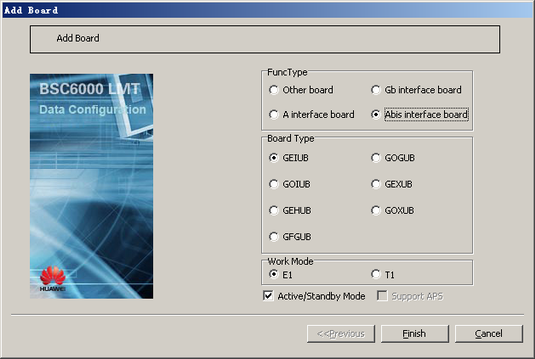 Add Board
Add Board
BSC6000 LMT
Data Configuration
HUAWEI
FuncType
Other board
Gb interface board
A interface board
Abis interface board
Board Type
GEIUB
GOGUB
GOIUB
GEXUB
GEHUB
GOXUB
GFGUB
Work Mode
E1
T1
Active/Standby Mode
Support APS
<<Previous
Finish
Cancel